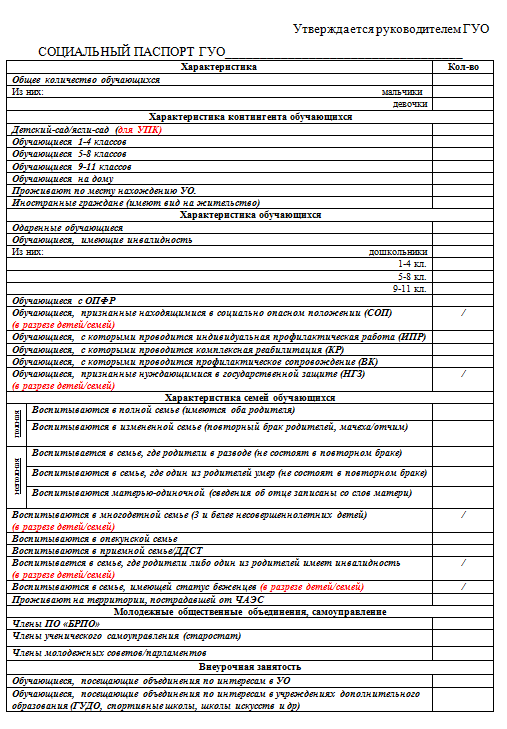 Утверждается руководителем ГУО
СОЦИАЛЬНЫЙ ПАСПОРТ ГУО
Характеристика Кол-во
Общее количество обучающихся
Из них: мальчики
девочки
Характеристика контингента обучающихся
Детский-сад/ясли-сад (для УПК)
Обучающиеся 1-4 классов
Обучающиеся 5-8 классов
Обучающиеся 9-11 классов
Обучающиеся на дому
Проживают по месту нахождению УО.
Иностранные граждане (имеют вид на жительство)
Характеристика обучающихся
Одаренные обучающиеся
Обучающиеся, имеющие инвалидность
Из них: дошкольники
1-4 кл.
5-8 кл.
9-11 кл.
Обучающиеся с ОПФР
Обучающиеся, признанные находящимися в социально опасном положении (СОП) /
(в разрезе детей/семей)
Обучающиеся, с которыми проводится индивидуальная профилактическая работа (ИПР)
Обучающиеся, с которыми проводится комплексная реабилитация (КР)
Обучающиеся, с которыми проводится профилактическое сопровождение (ВК)
Обучающиеся, признанные нуждающимися в государственной защите (НГЗ) /
(в разрезе детей/семей)
Характеристика семей обучающихся
полная
Воспитываются в полной семье (имеются оба родителя)
Воспитываются в измененной семье (повторный брак родителей, мачеха/отчим)
неполная
Воспитывается в семье, где родители в разводе (не состоят в повторном браке)
Воспитываются в семье, где один из родителей умер (не состоят в повторном браке)
Воспитываются матерью-одиночной (сведения об отце записаны со слов матери)
Воспитываются в многодетной семье (3 и белее несовершеннолетних детей) /
(в разрезе детей/семей)
Воспитываются в опекунской семье
Воспитываются в приемной семье/ДДСТ
Воспитывается в семье, где родители либо один из родителей имеет инвалидность /
(в разрезе детей/семей)
Воспитываются в семье, имеющей статус беженцев (в разрезе детей/семей) /
Проживают на территории, пострадавшей от ЧАЭС
Молодежные общественные объединения, самоуправление
Члены ПО «БРПО»
Члены ученического самоуправления (старостат)
Члены молодежных советов/парламентов
Внеурочная занятость
Обучающиеся, посещающие объединения по интересам в УО
Обучающиеся, посещающие объединения по интересам в учреждениях дополнительного
образования (ГУДО, спортивные школы, школы искусств и др)